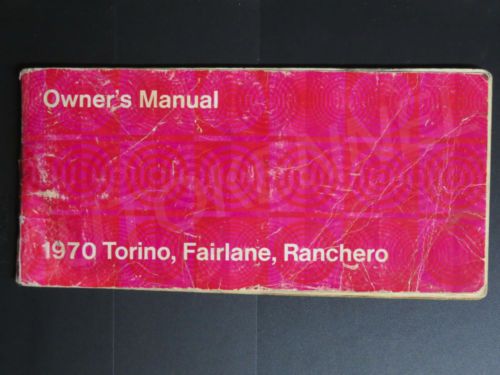 Owner's Manual
1970 Torino, Fairlane, Ranchero